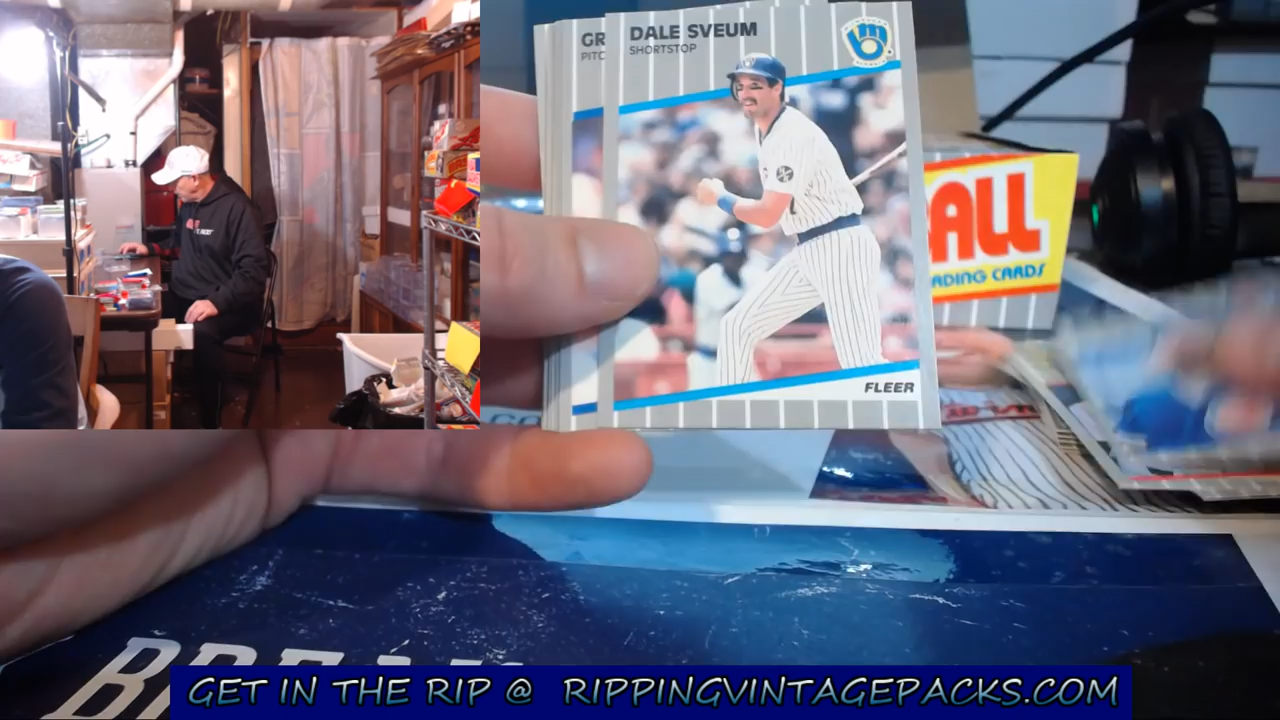 GR
PITC
DALE SVEUM
SHORTSTOP
FLEER
ALL
ADING CARDS
GET IN THE RIP @ RIPPINGVINTAGEPACKS.COM